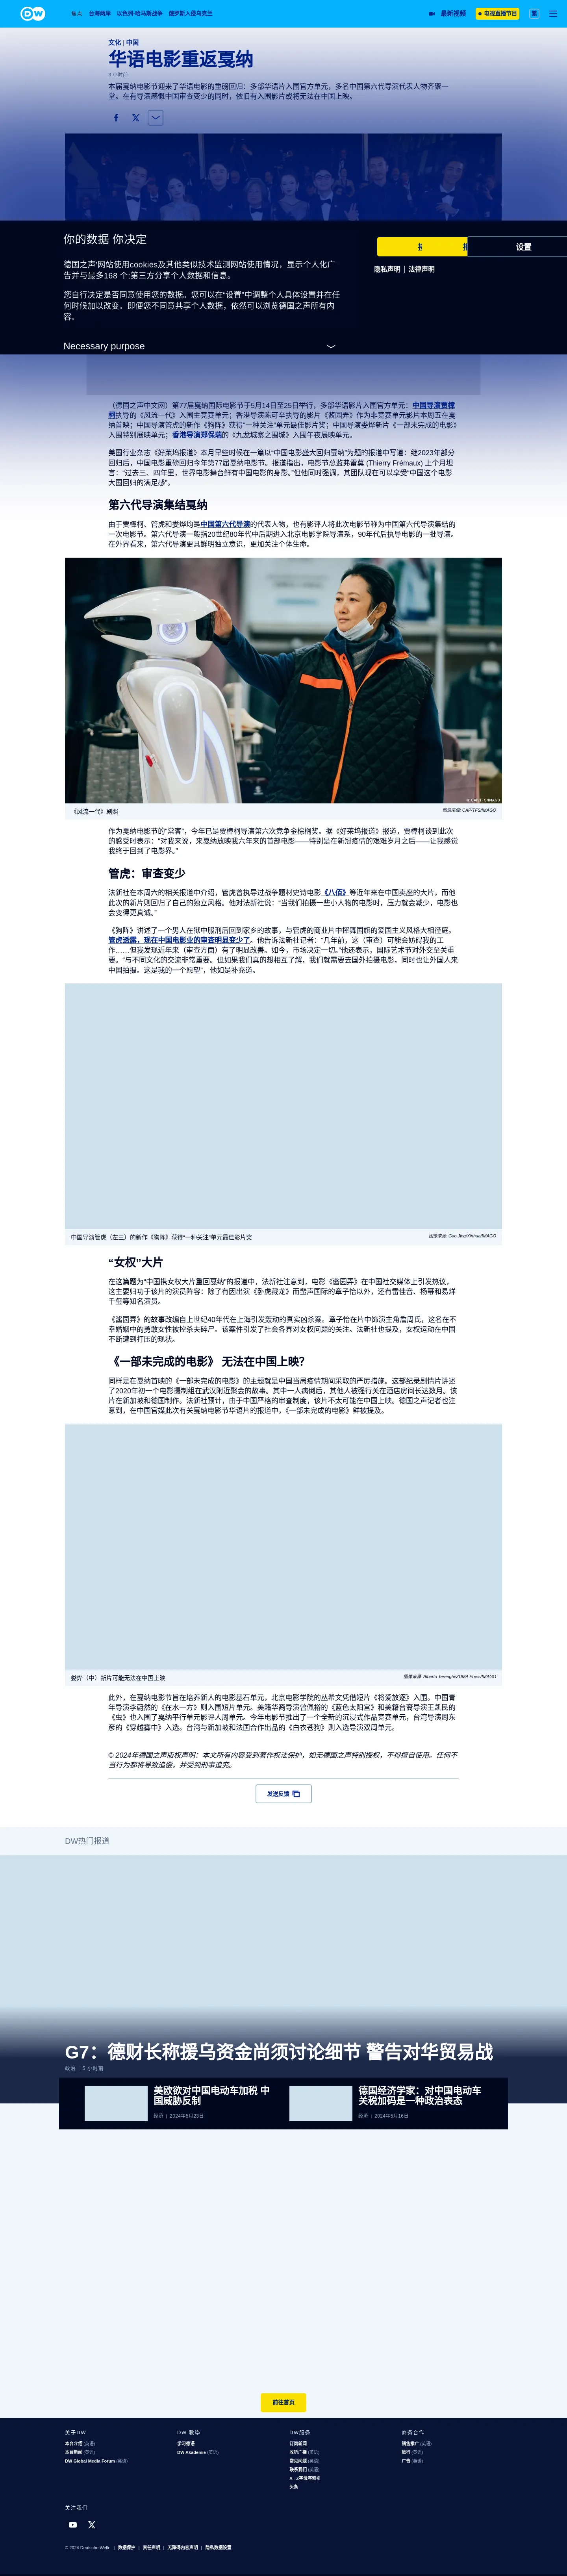 DW
焦点 台海两岸 以色列-哈马斯战争 俄罗斯入侵乌克兰 最新视频 电视直播节目 繁
文化 | 中国
华语电影重返戛纳
3 小时前
本届戛纳电影节迎来了华语电影的重磅回归：多部华语片入围官方单元，多名中国第六代导演代表人物齐聚一
堂。在有导演感慨中国审查变少的同时，依旧有入围影片或将无法在中国上映。
你的数据 你决定
设置
德国之声'网站使用cookies及其他类似技术监测网站使用情况，显示个人化广
告并与最多168 个;第三方分享个人数据和信息。
隐私声明 | 法律声明
您自行决定是否同意使用您的数据。您可以在“设置”中调整个人具体设置并在任
何时候加以改变。即便您不同意共享个人数据，依然可以浏览德国之声所有内
容。
Necessary purpose
（德国之声中文网）第77届戛纳国际电影节于5月14日至25日举行，多部华语影片入围官方单元：中国导演贾樟
柯执导的《风流一代》入围主竞赛单元；香港导演陈可辛执导的影片《酱园弄》作为非竞赛单元影片本周五在戛
纳首映；中国导演管虎的新作《狗阵》获得“一种关注”单元最佳影片奖；中国导演娄烨新片《一部未完成的电影》
入围特别展映单元；香港导演郑保瑞的《九龙城寨之围城》入围午夜展映单元。
美国行业杂志《好莱坞报道》本月早些时候在一篇以“中国电影盛大回归戛纳”为题的报道中写道：继2023年部分
回归后，中国电影重磅回归今年第77届戛纳电影节。报道指出，电影节总监弗雷莫 (Thierry Frémaux) 上个月坦
言：“过去三、四年里，世界电影舞台鲜有中国电影的身影。”但他同时强调，其团队现在可以享受“中国这个电影
大国回归的满足感”。
第六代导演集结戛纳
由于贾樟柯、管虎和娄烨均是中国第六代导演的代表人物，也有影评人将此次电影节称为中国第六代导演集结的
一次电影节。第六代导演一般指20世纪80年代中后期进入北京电影学院导演系，90年代后执导电影的一批导演。
在外界看来，第六代导演更具鲜明独立意识，更加关注个体生命。
© CAP/TFS/IMAGO
《风流一代》剧照
图像来源: CAP/TFS/IMAGO
作为戛纳电影节的“常客”，今年已是贾樟柯导演第六次竞争金棕榈奖。据《好莱坞报道》报道，贾樟柯谈到此次
的感受时表示：“对我来说，来戛纳放映我六年来的首部电影——特别是在新冠疫情的艰难岁月之后——让我感觉
我终于回到了电影界。”
管虎：审查变少
法新社在本周六的相关报道中介绍，管虎曾执导过战争题材史诗电影《八佰》等近年来在中国卖座的大片，而他
此次的新片则回归了自己的独立风格。他对法新社说：“当我们拍摄一些小人物的电影时，压力就会减少，电影也
会变得更真诚。”
《狗阵》讲述了一个男人在狱中服刑后回到家乡的故事，与管虎的商业片中挥舞国旗的爱国主义风格大相径庭。
管虎透露，现在中国电影业的审查明显变少了。他告诉法新社记者：“几年前，这（审查）可能会妨碍我的工
作……但我发现近年来（审查方面）有了明显改善。如今，市场决定一切。”他还表示，国际艺术节对外交至关重
要。“与不同文化的交流非常重要。但如果我们真的想相互了解，我们就需要去国外拍摄电影，同时也让外国人来
中国拍摄。这是我的一个愿望”，他如是补充道。
中国导演管虎（左三）的新作《狗阵》获得“一种关注”单元最佳影片奖
图像来源: Gao Jing/Xinhua/IMAGO
“女权”大片
在这篇题为“中国携女权大片重回戛纳”的报道中，法新社注意到，电影《酱园弄》在中国社交媒体上引发热议，
这主要归功于该片的演员阵容：除了有因出演《卧虎藏龙》而蜚声国际的章子怡以外，还有雷佳音、杨幂和易烊
千玺等知名演员。
《酱园弄》的故事改编自上世纪40年代在上海引发轰动的真实凶杀案。章子怡在片中饰演主角詹周氏，这名在不
幸婚姻中的勇敢女性被控杀夫碎尸。该案件引发了社会各界对女权问题的关注。法新社也提及，女权运动在中国
不断遭到打压的现状。
《一部未完成的电影》 无法在中国上映？
同样是在戛纳首映的《一部未完成的电影》的主题就是中国当局疫情期间采取的严厉措施。这部纪录剧情片讲述
了2020年初一个电影摄制组在武汉附近聚会的故事。其中一人病倒后，其他人被强行关在酒店房间长达数月。该
片在新加坡和德国制作。法新社预计，由于中国严格的审查制度，该片不太可能在中国上映。德国之声记者也注
意到，在中国官媒此次有关戛纳电影节华语片的报道中，《一部未完成的电影》鲜被提及。
娄烨（中）新片可能无法在中国上映
图像来源: Alberto Terenghi/ZUMA Press/IMAGO
此外，在戛纳电影节旨在培养新人的电影基石单元，北京电影学院的丛希文凭借短片《将爱放逐》入围。中国青
年导演李蔚然的《在水一方》则入围短片单元。美籍华裔导演曾佩裕的《蓝色太阳宫》和美籍台裔导演王凯民的
《虫》也入围了戛纳平行单元影评人周电影单元。今年电影节推出了一个全新的沉浸式作品竞赛单元，台湾导演周东
彦的《穿越雾中》入选。台湾与新加坡和法国合作出品的《白衣苍狗》则入选导演双周单元。
© 2024年德国之声版权声明：本文所有内容受到著作权法保护，如无德国之声特别授权，不得擅自使用。任何不
当行为都将导致追偿，并受到刑事追究。
发送反馈
DW热门报道
G7：德财长称援乌资金尚须讨论细节 警告对华贸易战
政治 | 5 小时前
美欧欲对中国电动车加税 中
国威胁反制
经济 | 2024年5月23日
德国经济学家：对中国电动车
关税加码是一种政治表态
经济 | 2024年5月16日
前往首页
关于DW
本台介绍 (英语)
本台新闻 (英语)
DW Global Media Forum (英语)
DW 教学
学习德语
DW Akademie (英语)
DW服务
订阅新闻
收听广播 (英语)
常见问题 (英语)
联系我们 (英语)
A - Z字母序索引
头条
商务合作
销售推广 (英语)
旅行 (英语)
广告 (英语)
关注我们
© 2024 Deutsche Welle | 数据保护 | 责任声明 | 无障碍内容声明 | 隐私数据设置